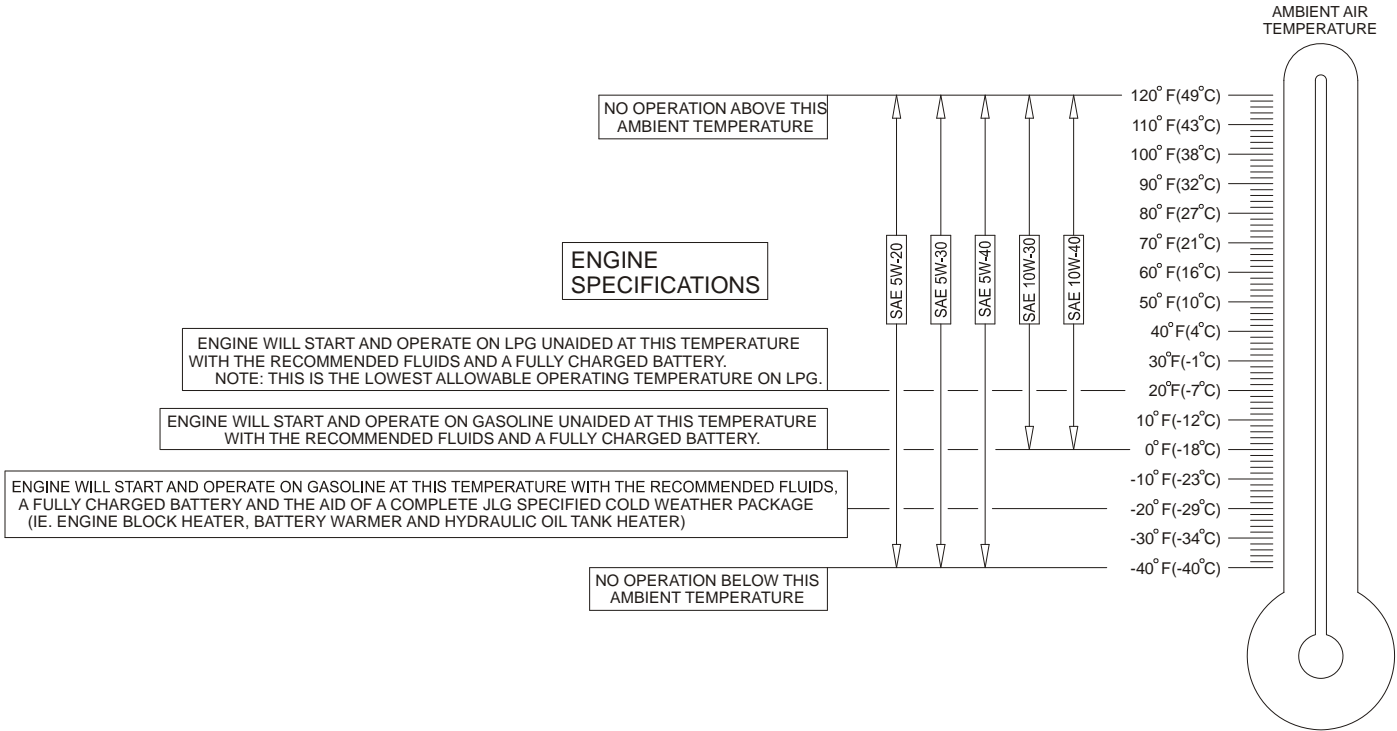 AMBIENT AIR
TEMPERATURE
NO OPERATION ABOVE THIS
AMBIENT TEMPERATURE
120° F(49°C)
110° F(43°C)
100° F(38°C)
90° F(32°C)
80° F(27°C)
70° F(21°C)
60° F(16°C)
50° F(10°C)
40°F(4°C)
30°F(-1°C)
20°F(-7°C)
10° F(-12°C)
0° F(-18°C)
-10° F(-23°C)
-20° F(-29°C)
-30° F(-34°C)
-40° F(-40°C)
SAE 5W-20
SAE 5W-30
SAE 5W-40
SAE 10W-30
SAE 10W-40
ENGINE
SPECIFICATIONS
ENGINE WILL START AND OPERATE ON LPG UNAIDED AT THIS TEMPERATURE
WITH THE RECOMMENDED FLUIDS AND A FULLY CHARGED BATTERY.
NOTE: THIS IS THE LOWEST ALLOWABLE OPERATING TEMPERATURE ON LPG.
ENGINE WILL START AND OPERATE ON GASOLINE UNAIDED AT THIS TEMPERATURE
WITH THE RECOMMENDED FLUIDS AND A FULLY CHARGED BATTERY.
ENGINE WILL START AND OPERATE ON GASOLINE AT THIS TEMPERATURE WITH THE RECOMMENDED FLUIDS,
A FULLY CHARGED BATTERY AND THE AID OF A COMPLETE JLG SPECIFIED COLD WEATHER PACKAGE
(IE. ENGINE BLOCK HEATER, BATTERY WARMER AND HYDRAULIC OIL TANK HEATER)
NO OPERATION BELOW THIS
AMBIENT TEMPERATURE